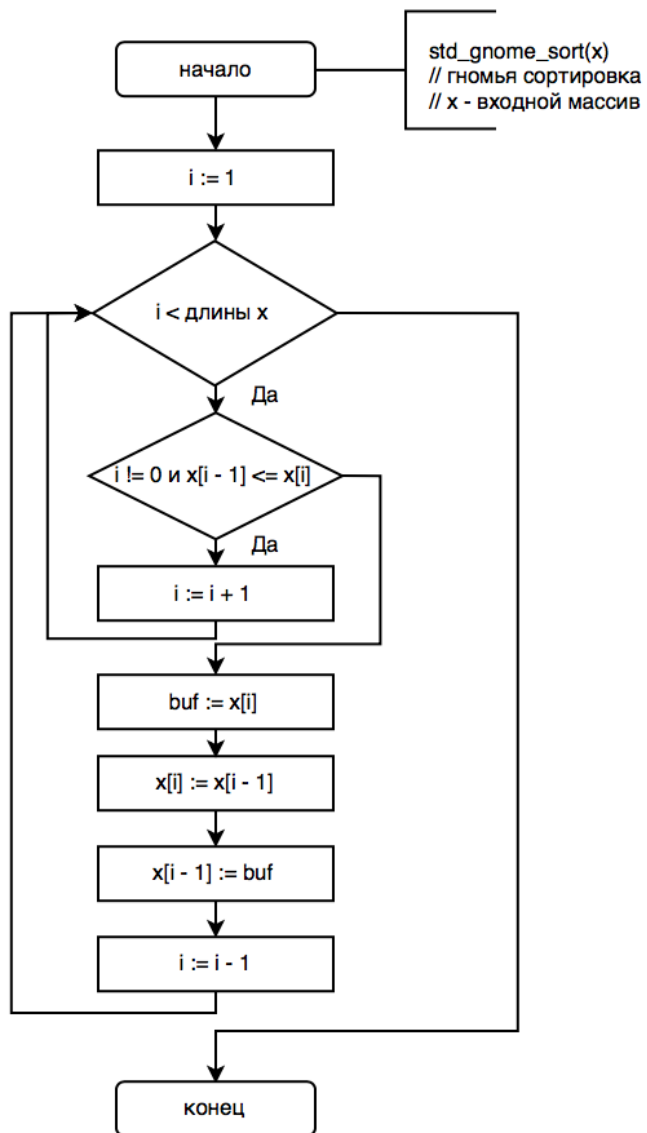 начало
std_gnome_sort(x)
// гномья сортировка
// x - входной массив
i := 1
i < длины x
Да
i != 0 и x[i - 1] <= x[i]
Да
i := i + 1
buf := x[i]
x[i] := x[i - 1]
x[i - 1] := buf
i := i - 1
конец